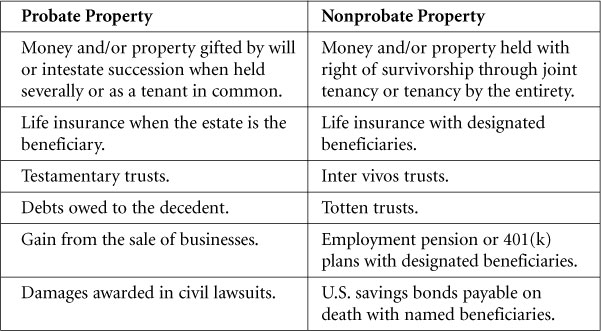 Probate Property
Nonprobate Property
Money and/or property gifted by will
or intestate succession when held
severally or as a tenant in common.
Money and/or property held with
right of survivorship through joint
tenancy or tenancy by the entirety.
Life insurance when the estate is the
beneficiary.
Life insurance with designated
beneficiaries.
Testamentary trusts.
Inter vivos trusts.
Debts owed to the decedent.
Totten trusts.
Gain from the sale of businesses.
Employment pension or 401(k)
plans with designated beneficiaries.
Damages awarded in civil lawsuits.
U.S. savings bonds payable on
death with named beneficiaries.